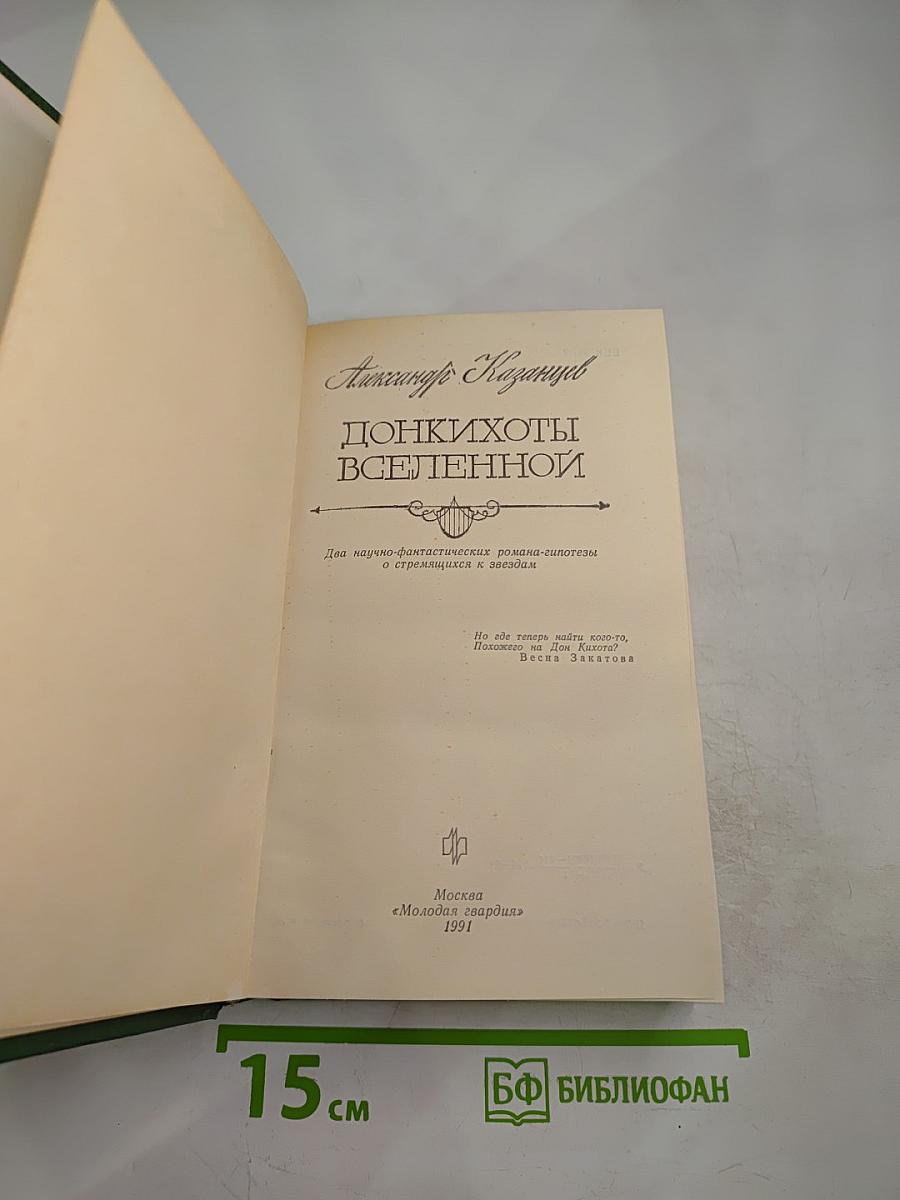 Александр Казанцев
ДОНКИХОТЫ
ВСЕЛЕННОЙ
Два научно-фантастических романа-гипотезы
о стремящихся к звездам
Но где теперь найти кого-то,
Похожего на Дон Кихота?
Весна Закатова
Москва
«Молодая гвардия»
1991
15 см
БФ БИБЛИОФАН